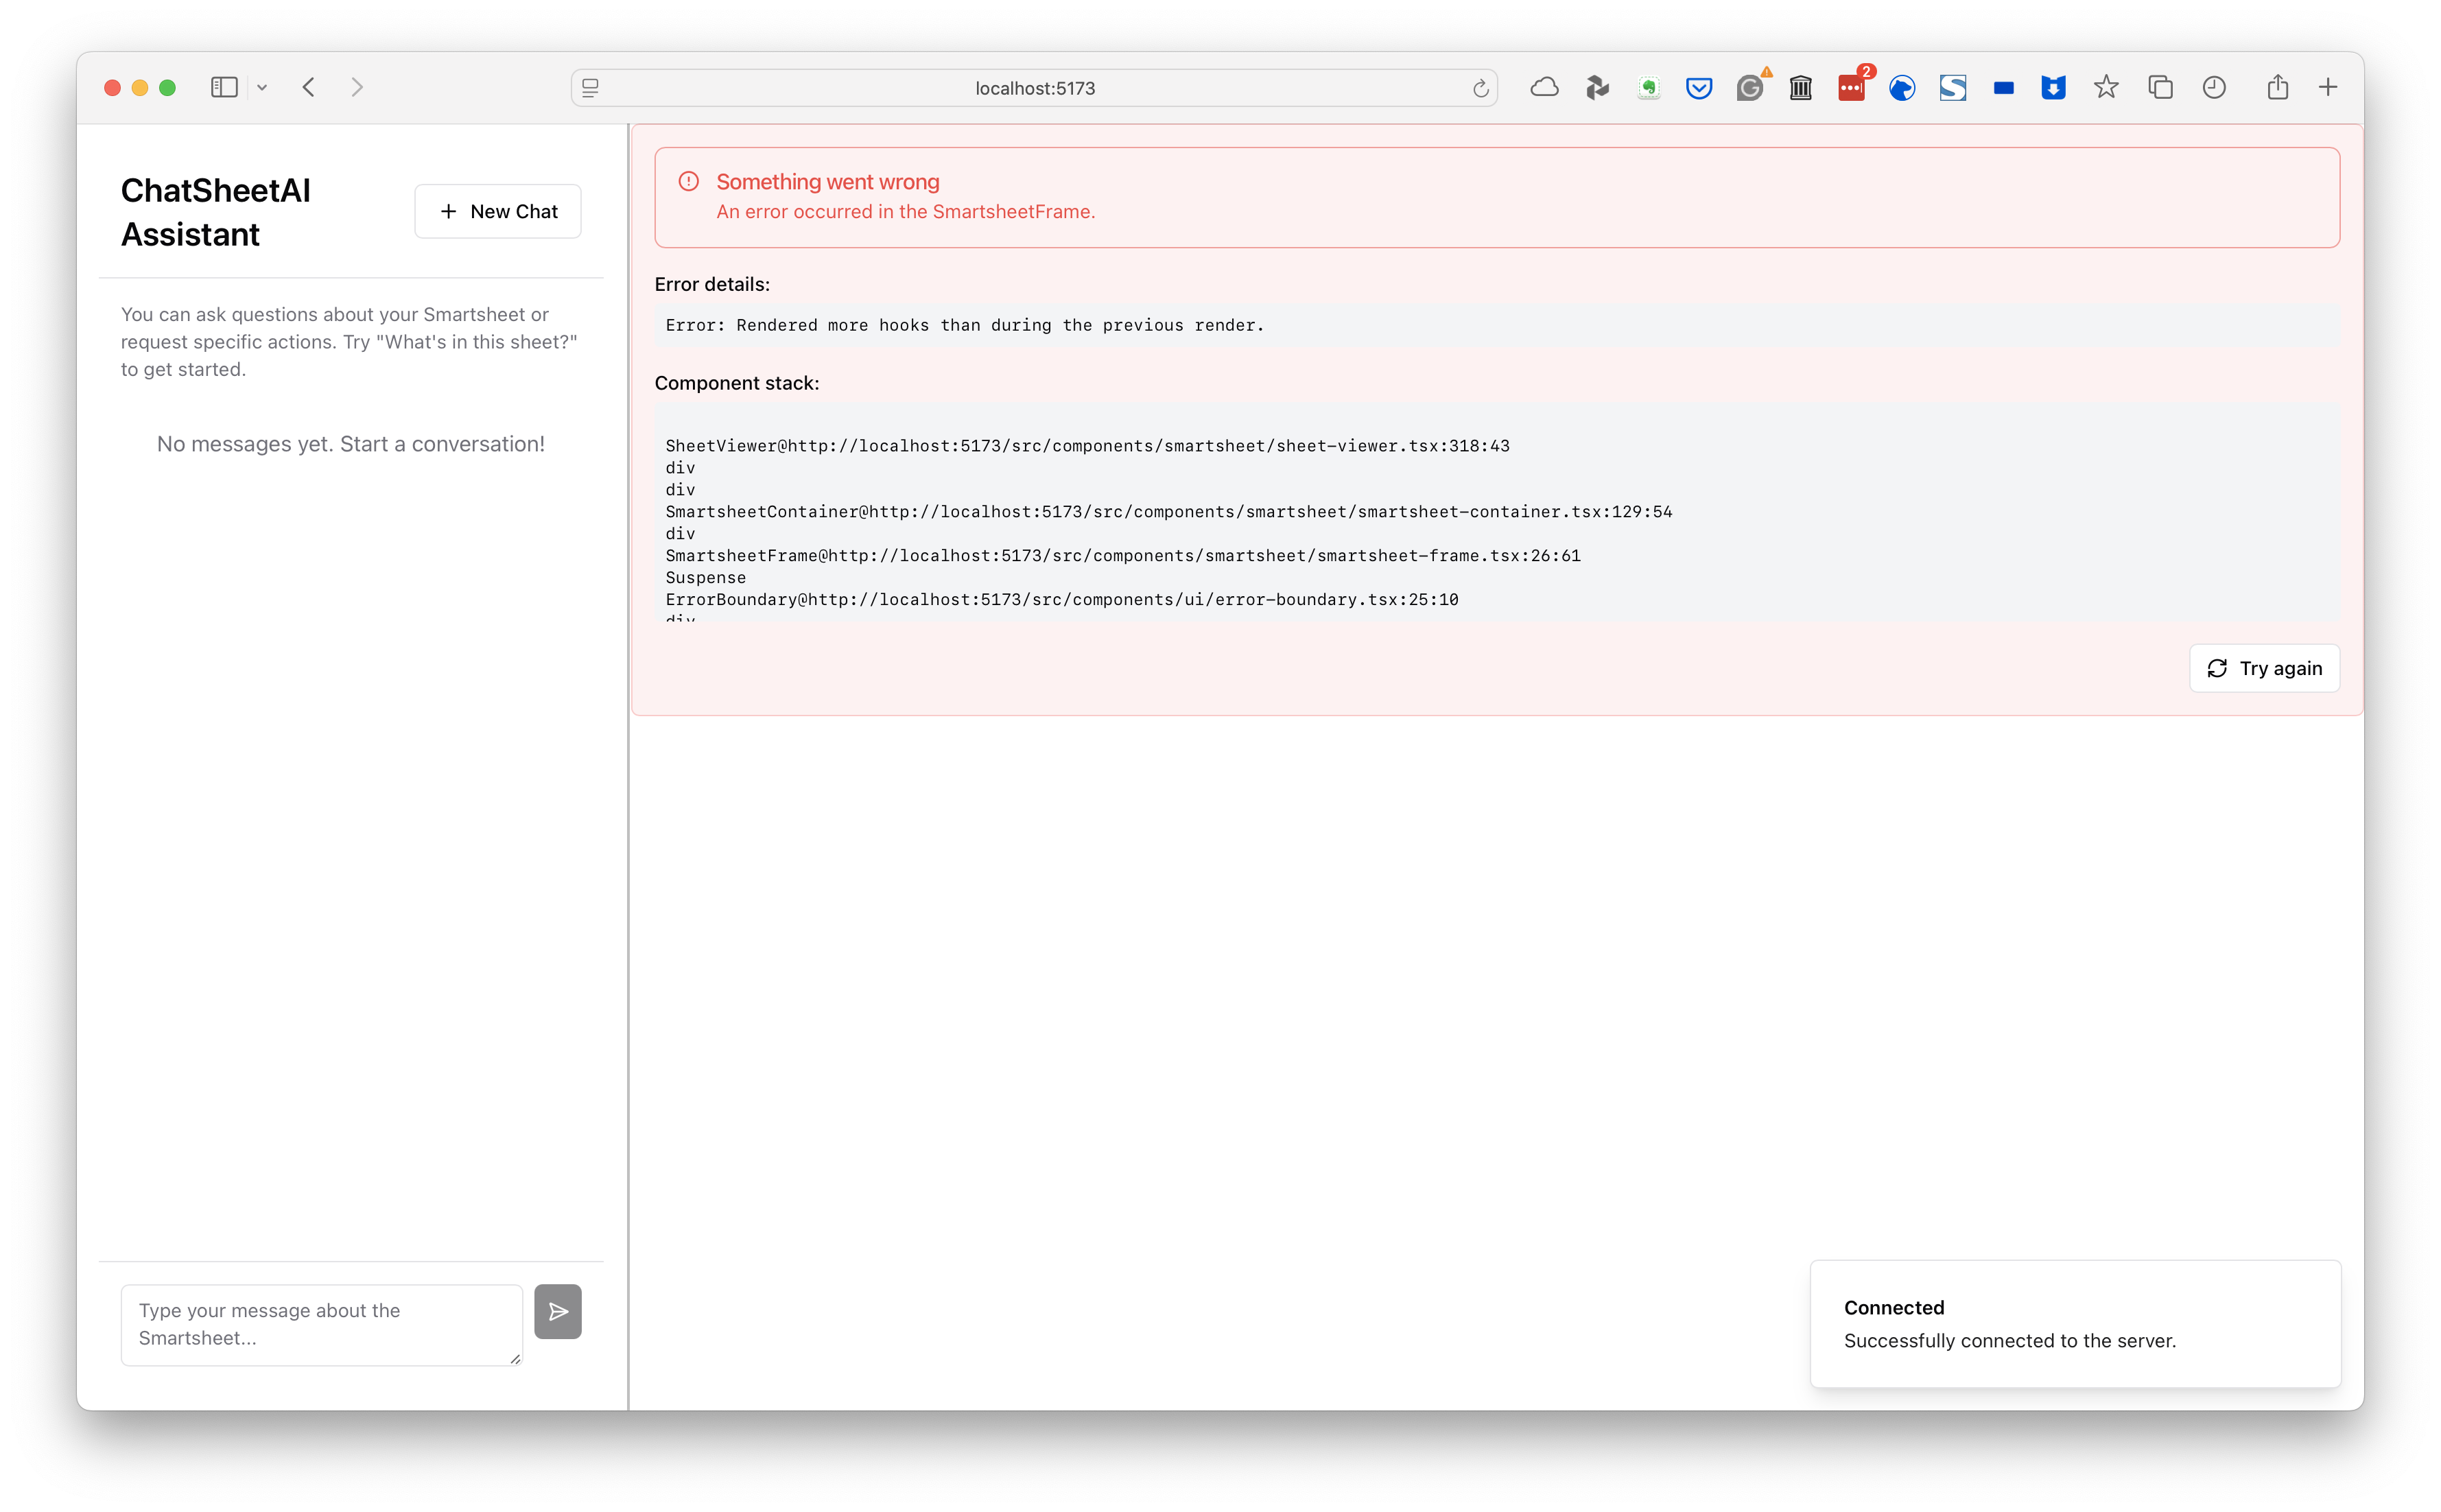 localhost:5173
2
ChatSheetAI
Assistant
New Chat
You can ask questions about your Smartsheet or
request specific actions. Try "What's in this sheet?"
to get started.
No messages yet. Start a conversation!
Type your message about the
Smartsheet...
Something went wrong
An error occurred in the SmartsheetFrame.
Error details:
Error: Rendered more hooks than during the previous render.
Component stack:
SheetViewer@http://localhost:5173/src/components/smartsheet/sheet-viewer.tsx:318:43
div
div
SmartsheetContainer@http://localhost:5173/src/components/smartsheet/smartsheet-container.tsx:129:54
div
SmartsheetFrame@http://localhost:5173/src/components/smartsheet/smartsheet-frame.tsx:26:61
Suspense
ErrorBoundary@http://localhost:5173/src/components/ui/error-boundary.tsx:25:10
div
Try again
Connected
Successfully connected to the server.